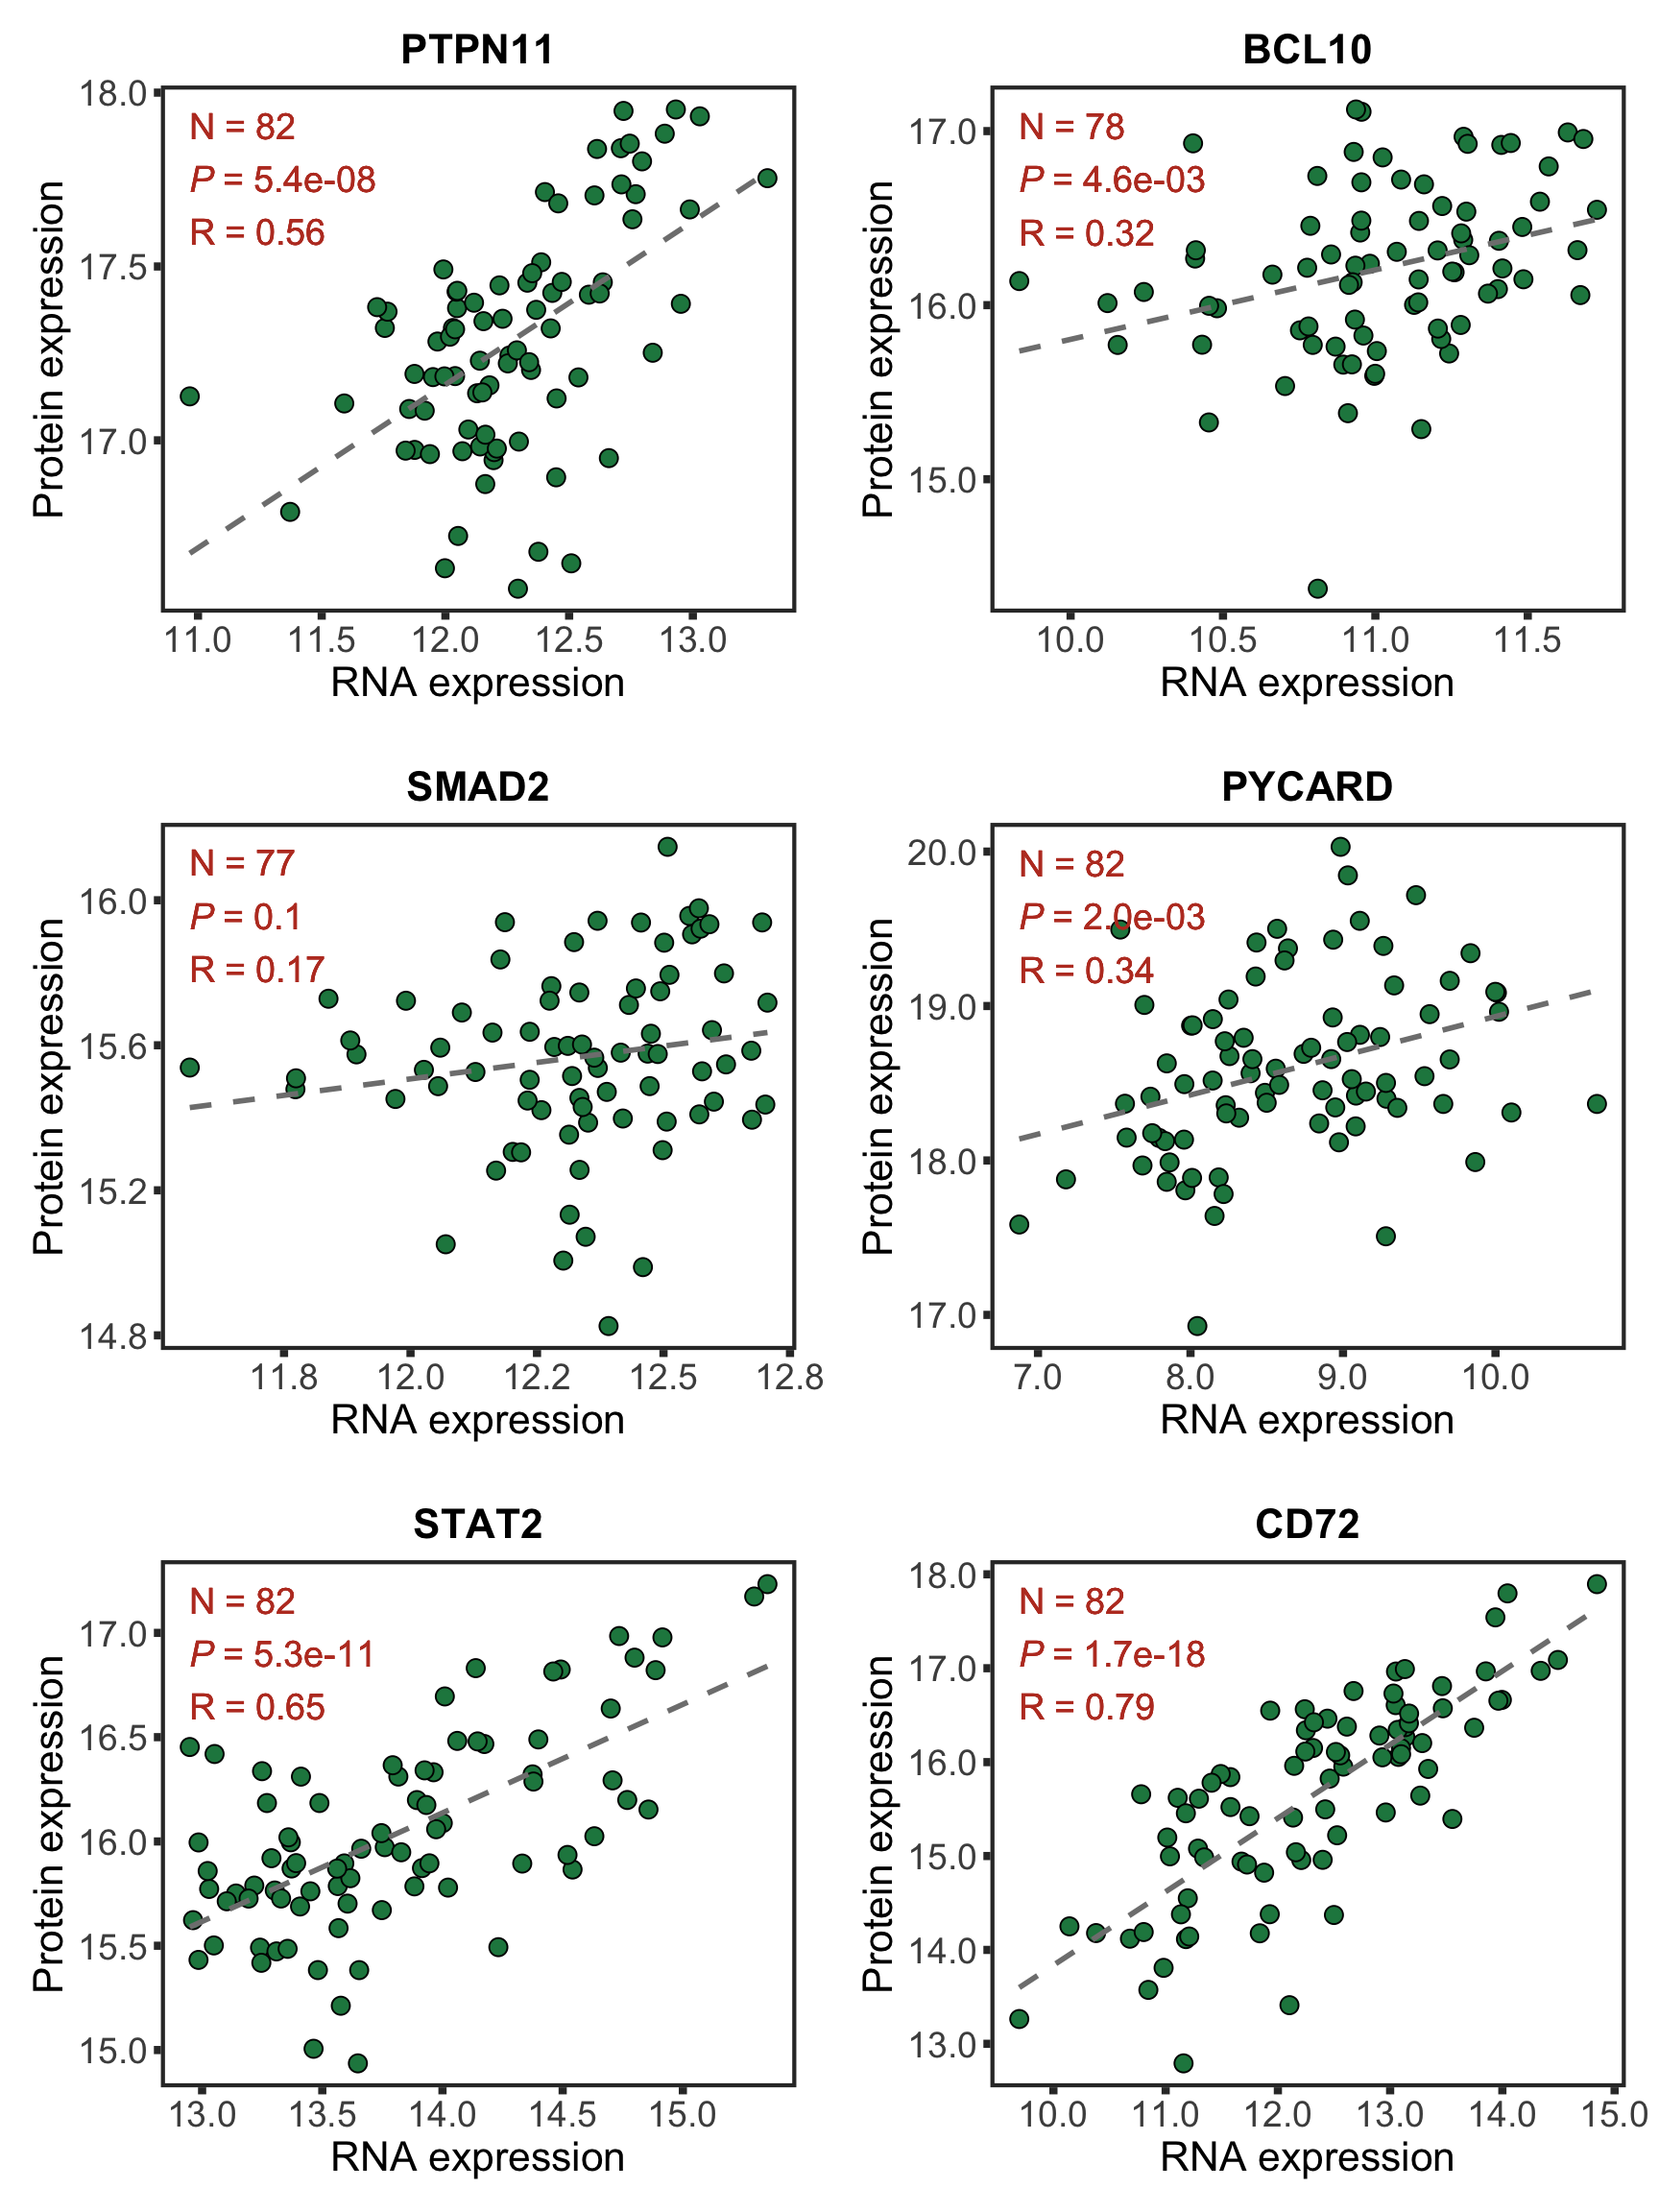 PTPN11
18.0
17.5
17.0
Protein expression
N = 82
P = 5.4e-08
R = 0.56
11.0 11.5 12.0 12.5 13.0
RNA expression
BCL10
17.0
16.0
15.0
Protein expression
N = 78
P = 4.6e-03
R = 0.32
10.0 10.5 11.0 11.5
RNA expression
SMAD2
16.0
15.6
15.2
14.8
Protein expression
N = 77
P = 0.1
R = 0.17
11.8 12.0 12.2 12.5 12.8
RNA expression
PYCARD
20.0
19.0
18.0
17.0
Protein expression
N = 82
P = 2.0e-03
R = 0.34
7.0 8.0 9.0 10.0
RNA expression
STAT2
17.0
16.5
16.0
15.5
15.0
Protein expression
N = 82
P = 5.3e-11
R = 0.65
13.0 13.5 14.0 14.5 15.0
RNA expression
CD72
18.0
17.0
16.0
15.0
14.0
13.0
Protein expression
N = 82
P = 1.7e-18
R = 0.79
10.0 11.0 12.0 13.0 14.0 15.0
RNA expression